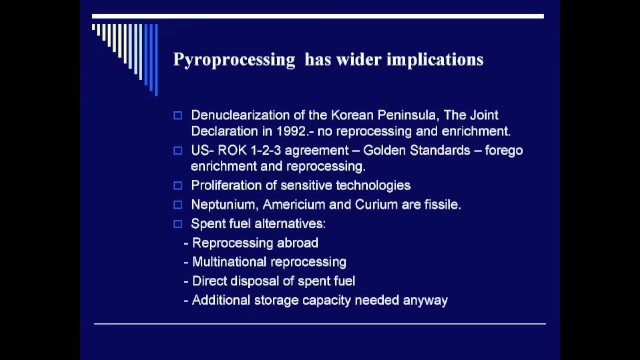 Pyroprocessing has wider implications
Denuclearization of the Korean Peninsula, The Joint
Declaration in 1992.- no reprocessing and enrichment.
US- ROK 1-2-3 agreement – Golden Standards – forego
enrichment and reprocessing.
Proliferation of sensitive technologies
Neptunium, Americium and Curium are fissile.
Spent fuel alternatives:
- Reprocessing abroad
- Multinational reprocessing
- Direct disposal of spent fuel
- Additional storage capacity needed anyway